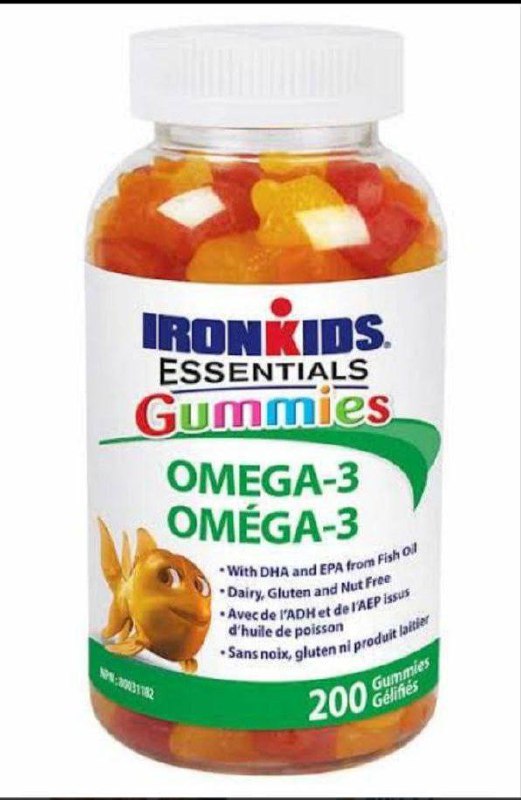 IRONKIDS®
ESSENTIALS
Gummies
OMEGA-3
OMÉGA-3
• With DHA and EPA from Fish Oil
• Dairy, Gluten and Nut Free
• Avec de l'ADH et de l'AEP issus
d'huile de poisson
• Sans noix, gluten ni produit laitier
NPN : 80031182
200 Gummies
Gélifiés